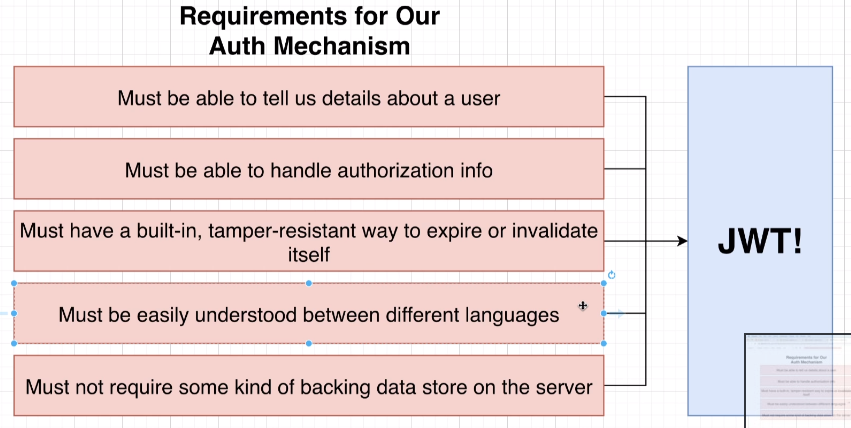 Requirements for Our
Auth Mechanism
Must be able to tell us details about a user
Must be able to handle authorization info
Must have a built-in, tamper-resistant way to expire or invalidate
itself
Must be easily understood between different languages
Must not require some kind of backing data store on the server
JWT!
Requirements for Our
Auth Mechanism